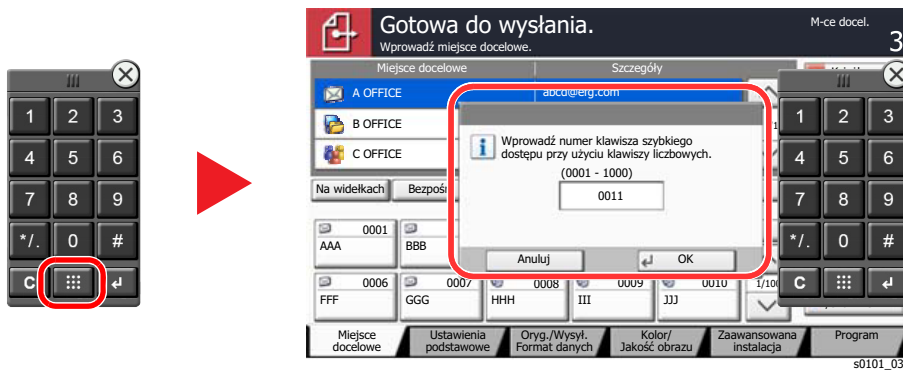 1 2 3
4 5 6
7 8 9
*/. 0 #
C
Gotowa do wysłania.
Wprowadź miejsce docelowe.
M-ce docel.
3
Miejsce docelowe Szczegóły
A OFFICE abcd@erg.com
B OFFICE
C OFFICE
Wprowadź numer klawisza szybkiego
dostępu przy użyciu klawiszy liczbowych.
(0001 - 1000)
0011
Anuluj OK
Na widełkach
0001
AAA BBB
0006 0007 0008 0009 0010 1/100
FFF GGG HHH III JJJ
1 2 3
4 5 6
7 8 9
*/. 0 #
C
Miejsce
docelowe
Ustawienia
podstawowe
Oryg./Wysył.
Format danych
Kolor/
Jakość obrazu
Zaawansowana
instalacja
Program
s0101_03